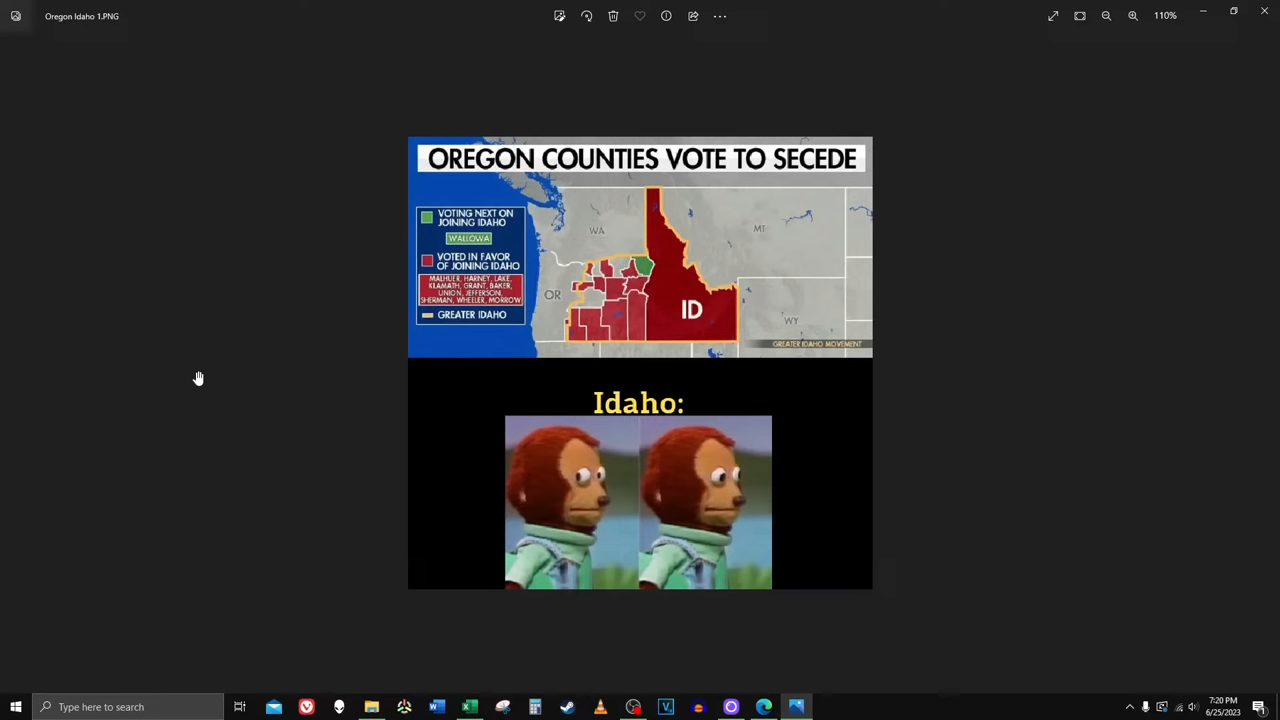 Oregon Idaho 1.PNG
110%
OREGON COUNTIES VOTE TO SECEDE
VOTING NEXT ON
JOINING IDAHO
WALLOWA
VOTED IN FAVOR
OF JOINING IDAHO
MALHUER, HARNEY, LAKE,
KLAMATH, GRANT, BAKER,
UNION, JEFFERSON,
SHERMAN, WHEELER, MORROW
GREATER IDAHO
WA
MT
OR
ID
WY
GREATER IDAHO MOVEMENT
Idaho:
Type here to search
7:20 PM
6/25/2023